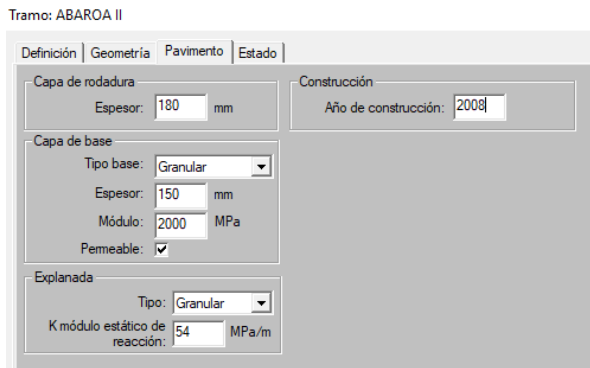 Tramo: ABAROA II
Definición Geometría Pavimento Estado
Capa de rodadura
Espesor: 180 mm
Construcción
Año de construcción: 2008
Capa de base
Tipo base: Granular
Espesor: 150 mm
Módulo: 2000 MPa
Permeable:
Explanada
Tipo: Granular
K módulo estático de
reacción: 54 MPa/m